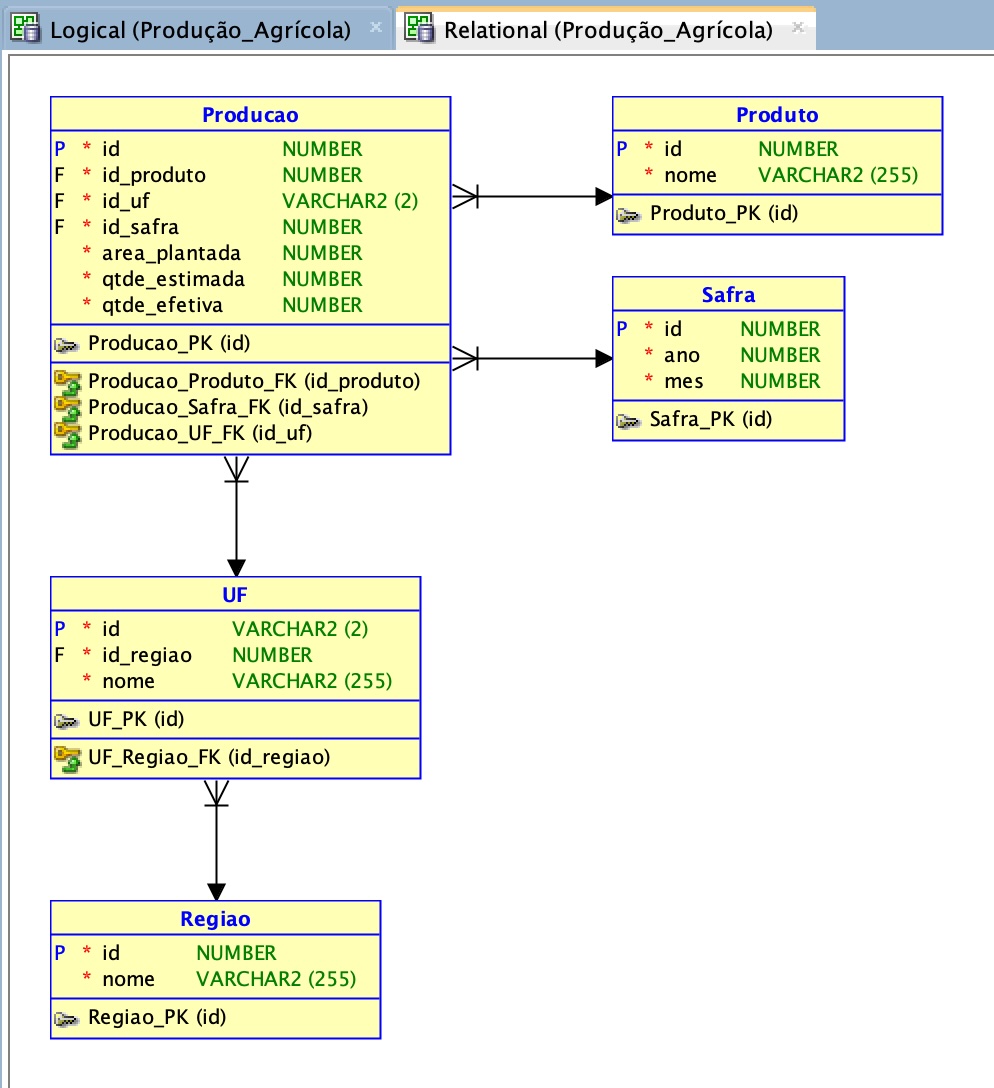 Logical (Produção_Agrícola)
Relational (Produção_Agrícola)
Producao
P * id NUMBER
F * id_produto NUMBER
F * id_uf VARCHAR2 (2)
F * id_safra NUMBER
* area_plantada NUMBER
* qtde_estimada NUMBER
* qtde_efetiva NUMBER
Producao_PK (id)
Producao_Produto_FK (id_produto)
Producao_Safra_FK (id_safra)
Producao_UF_FK (id_uf)
Produto
P * id NUMBER
* nome VARCHAR2 (255)
Produto_PK (id)
Safra
P * id NUMBER
* ano NUMBER
* mes NUMBER
Safra_PK (id)
UF
P * id VARCHAR2 (2)
F * id_regiao NUMBER
* nome VARCHAR2 (255)
UF_PK (id)
UF_Regiao_FK (id_regiao)
Regiao
P * id NUMBER
* nome VARCHAR2 (255)
Regiao_PK (id)